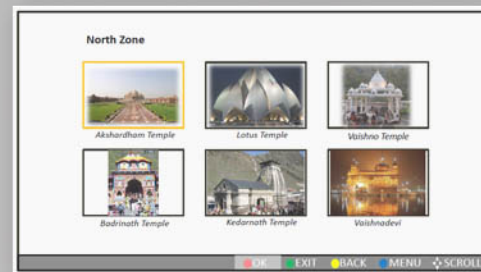 North Zone
Akshardham Temple
Lotus Temple
Vaishno Temple
Badrinath Temple
Kedarnath Temple
Vaishnadevi
OK EXIT BACK MENU SCROLL